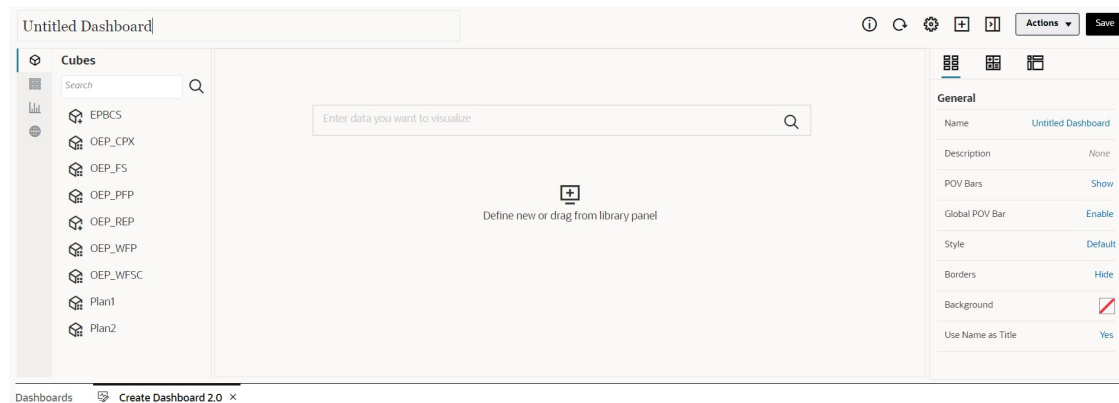 Untitled Dashboard
Actions
Save
Cubes
Search
EPBCS
OEP_CPX
OEP_FS
OEP_PFP
OEP_REP
OEP_WFP
OEP_WFSC
Plan1
Plan2
Enter data you want to visualize
Define new or drag from library panel
General
Name Untitled Dashboard
Description None
POV Bars Show
Global POV Bar Enable
Style Default
Borders Hide
Background
Use Name as Title Yes
Dashboards Create Dashboard 2.0 ×